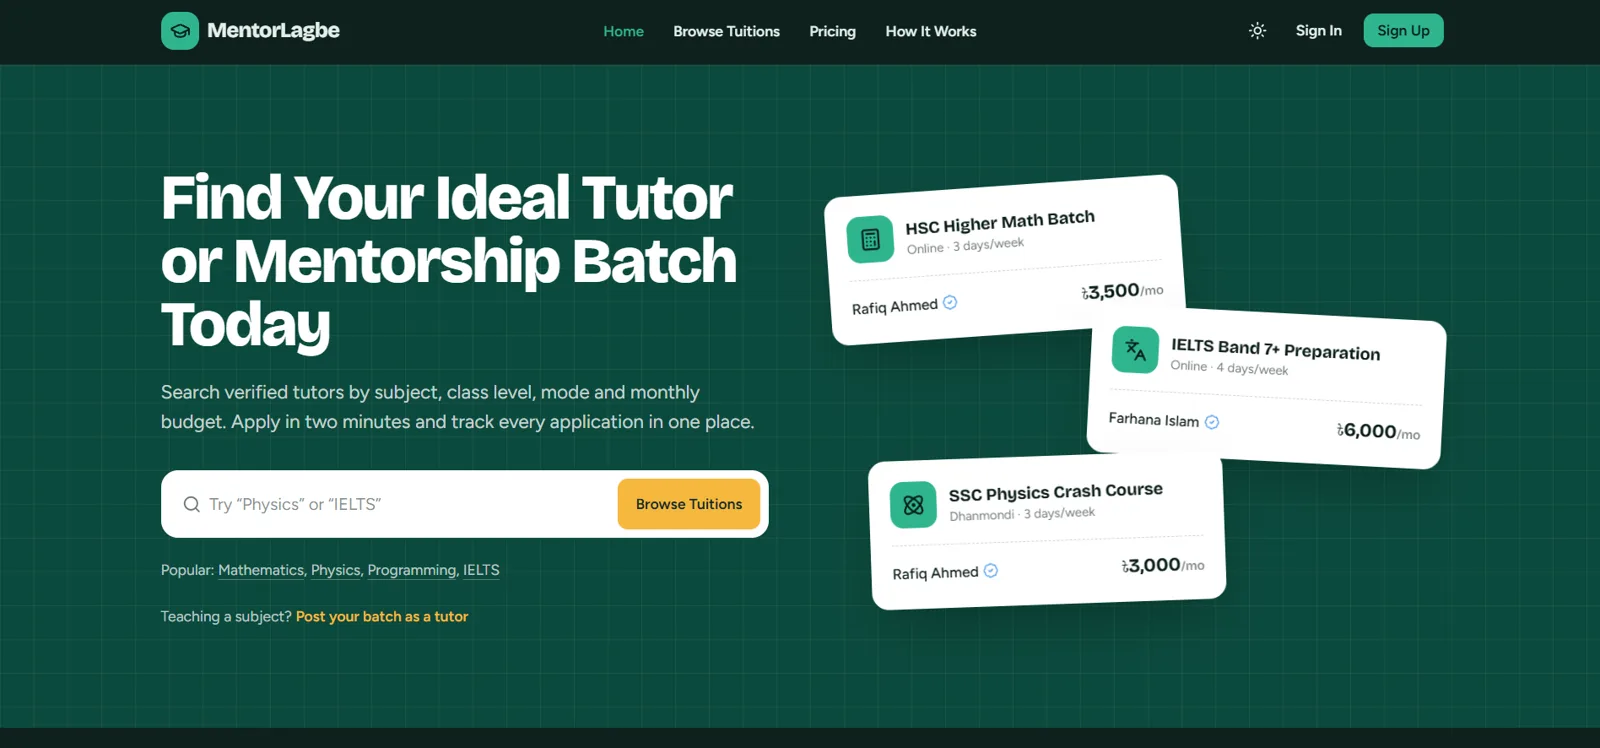 MentorLagbe
Home
Browse Tuitions
Pricing
How It Works
Sign In
Sign Up
Find Your Ideal Tutor
or Mentorship Batch
Today
Search verified tutors by subject, class level, mode and monthly
budget. Apply in two minutes and track every application in one place.
Try “Physics” or “IELTS”
Browse Tuitions
Popular: Mathematics, Physics, Programming, IELTS
Teaching a subject? Post your batch as a tutor
HSC Higher Math Batch
Online · 3 days/week
Rafiq Ahmed
৳3,500/mo
IELTS Band 7+ Preparation
Online · 4 days/week
Farhana Islam
৳6,000/mo
SSC Physics Crash Course
Dhanmondi · 3 days/week
Rafiq Ahmed
৳3,000/mo